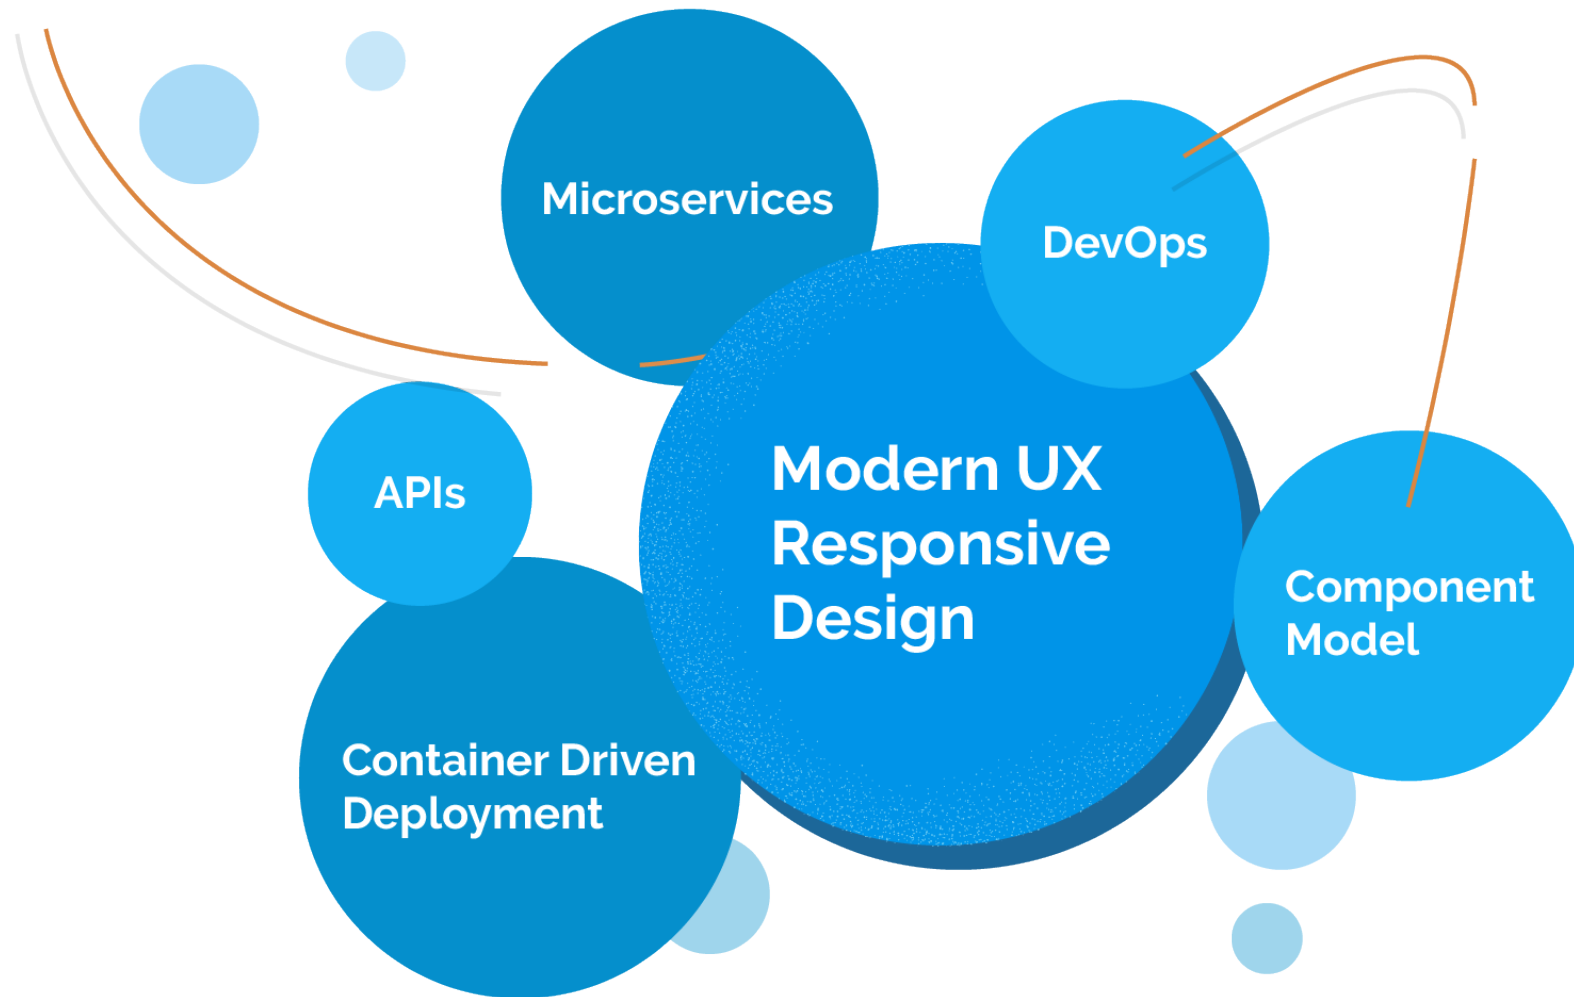 Microservices
DevOps
APIs
Modern UX
Responsive
Design
Component
Model
Container Driven
Deployment